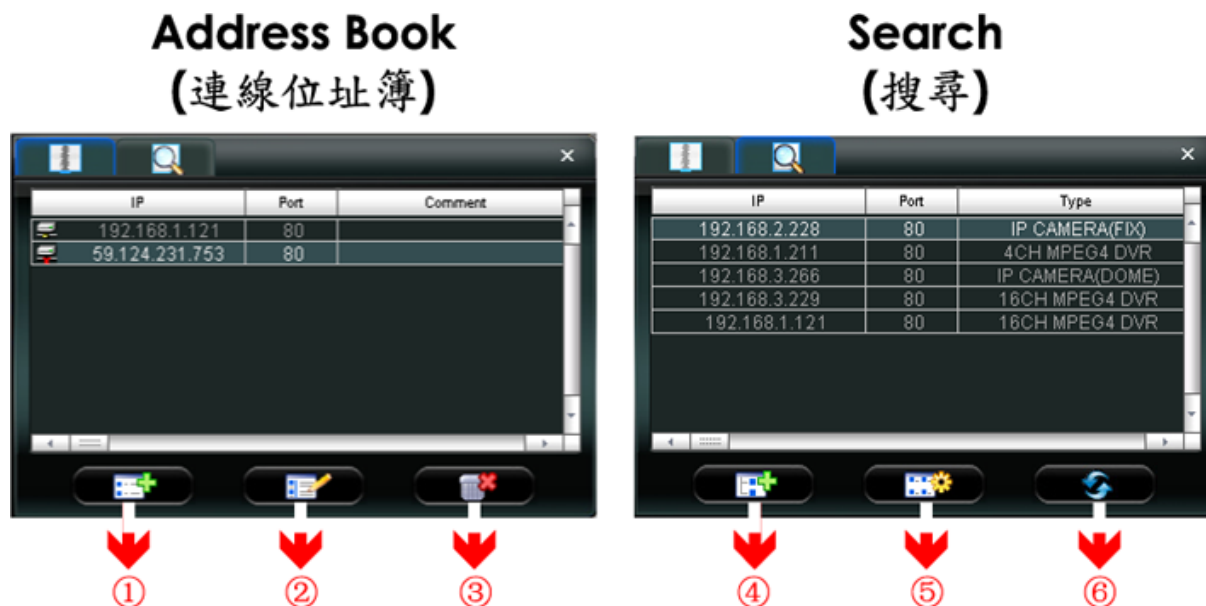 Address Book
(連線位址簿)
IP Port Comment
192.168.1.121 80
59.124.231.753 80
① ② ③
Search
(搜尋)
IP Port Type
192.168.2.228 80 IP CAMERA(FIX)
192.168.1.211 80 4CH MPEG4 DVR
192.168.3.266 80 IP CAMERA(DOME)
192.168.3.229 80 16CH MPEG4 DVR
192.168.1.121 80 16CH MPEG4 DVR
④ ⑤ ⑥